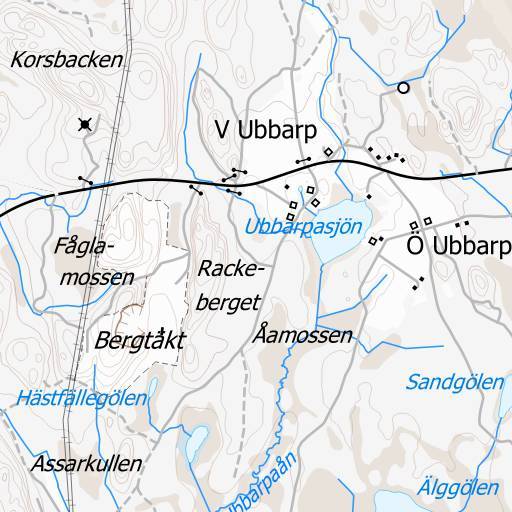 Korsbacken
V Ubbarp
Ubbarpasjön
Ö Ubbarp
Fågla-
mossen
Racke-
berget
Bergtäkt
Åamossen
Sandgölen
Hästfällegölen
Assarkullen
Ubbarpaån
Älggölen